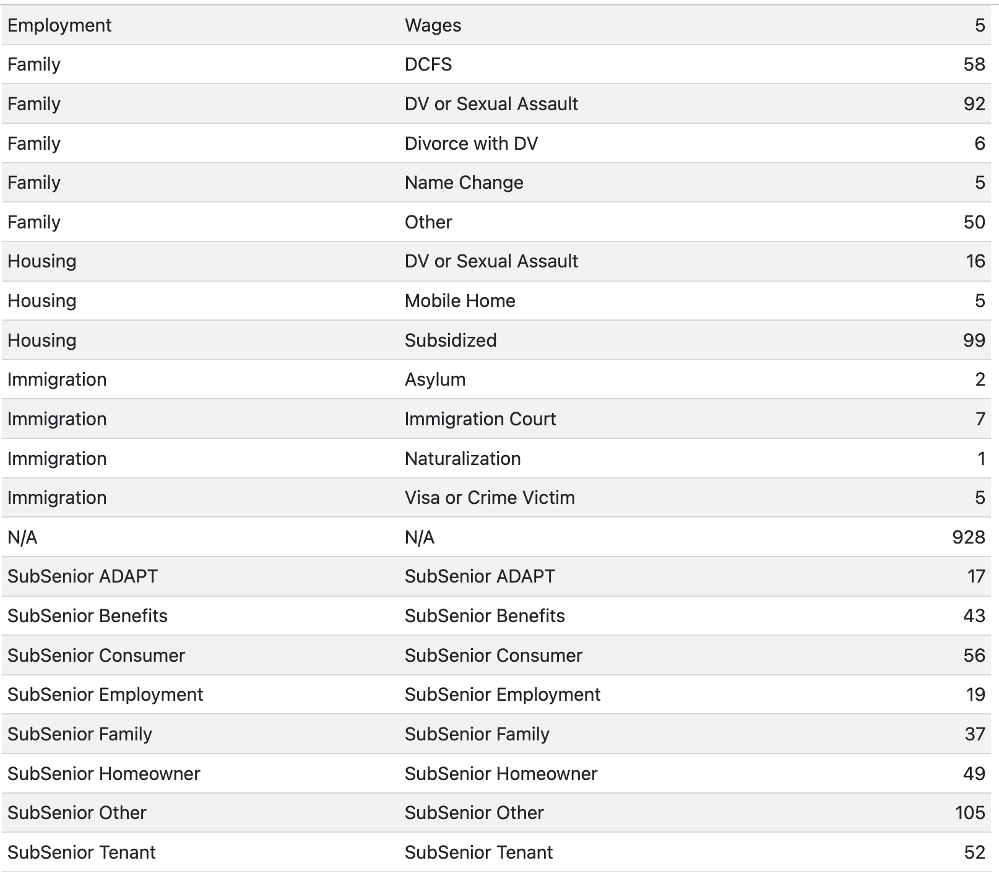 Employment Wages 5
Family DCFS 58
Family DV or Sexual Assault 92
Family Divorce with DV 6
Family Name Change 5
Family Other 50
Housing DV or Sexual Assault 16
Housing Mobile Home 5
Housing Subsidized 99
Immigration Asylum 2
Immigration Immigration Court 7
Immigration Naturalization 1
Immigration Visa or Crime Victim 5
N/A N/A 928
SubSenior ADAPT SubSenior ADAPT 17
SubSenior Benefits SubSenior Benefits 43
SubSenior Consumer SubSenior Consumer 56
SubSenior Employment SubSenior Employment 19
SubSenior Family SubSenior Family 37
SubSenior Homeowner SubSenior Homeowner 49
SubSenior Other SubSenior Other 105
SubSenior Tenant SubSenior Tenant 52